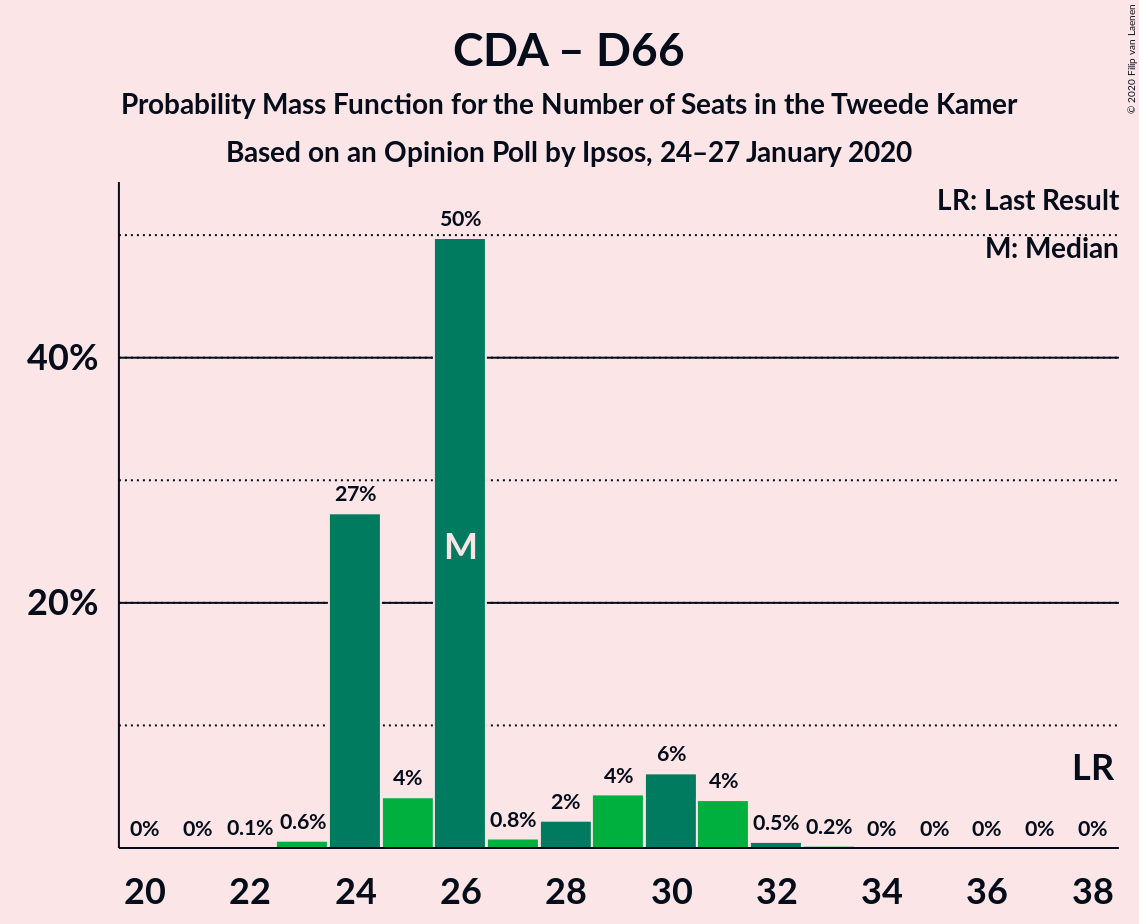 CDA – D66
Probability Mass Function for the Number of Seats in the Tweede Kamer
Based on an Opinion Poll by Ipsos, 24–27 January 2020
© 2020 Filip van Laenen
LR: Last Result
M: Median
50%
40%
27%
M
20%
LR
0% 0% 0.1% 0.6% 4% 0.8% 2% 4% 6% 4% 0.5% 0.2% 0% 0% 0% 0% 0%
20 22 24 26 28 30 32 34 36 38